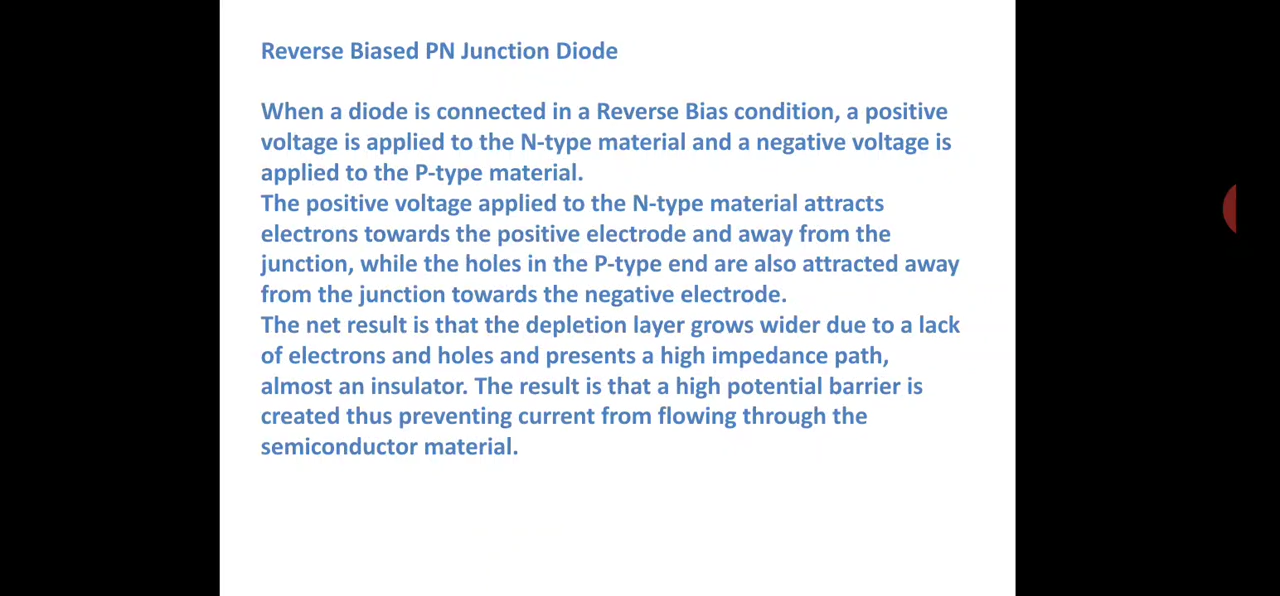 Reverse Biased PN Junction Diode
When a diode is connected in a Reverse Bias condition, a positive
voltage is applied to the N-type material and a negative voltage is
applied to the P-type material.
The positive voltage applied to the N-type material attracts
electrons towards the positive electrode and away from the
junction, while the holes in the P-type end are also attracted away
from the junction towards the negative electrode.
The net result is that the depletion layer grows wider due to a lack
of electrons and holes and presents a high impedance path,
almost an insulator. The result is that a high potential barrier is
created thus preventing current from flowing through the
semiconductor material.